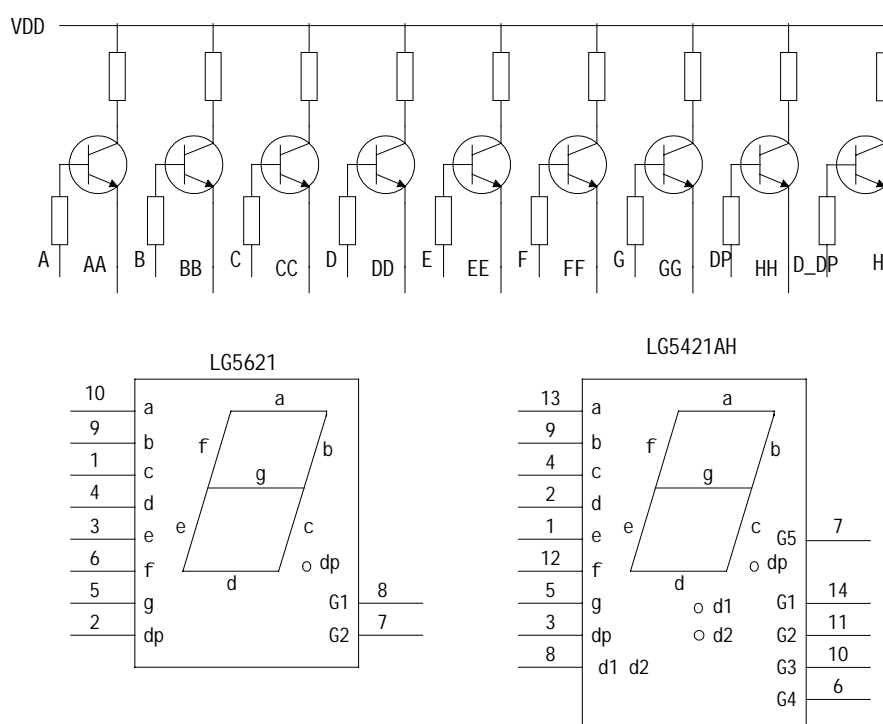 VDD
A AA B BB C CC D DD E EE F FF G GG DP HH D_DP H
LG5621
LG5421AH
10 a
9 b
1 c
4 d
3 e
6 f
5 g
2 dp
a
f b
g
e c
dp
d
G1 8
G2 7
13 a
9 b
4 c
2 d
1 e
12 f
5 g
3 dp
8 d1 d2
a
f b
g
e c
dp
d
d1
d2
G5 7
G1 14
G2 11
G3 10
G4 6